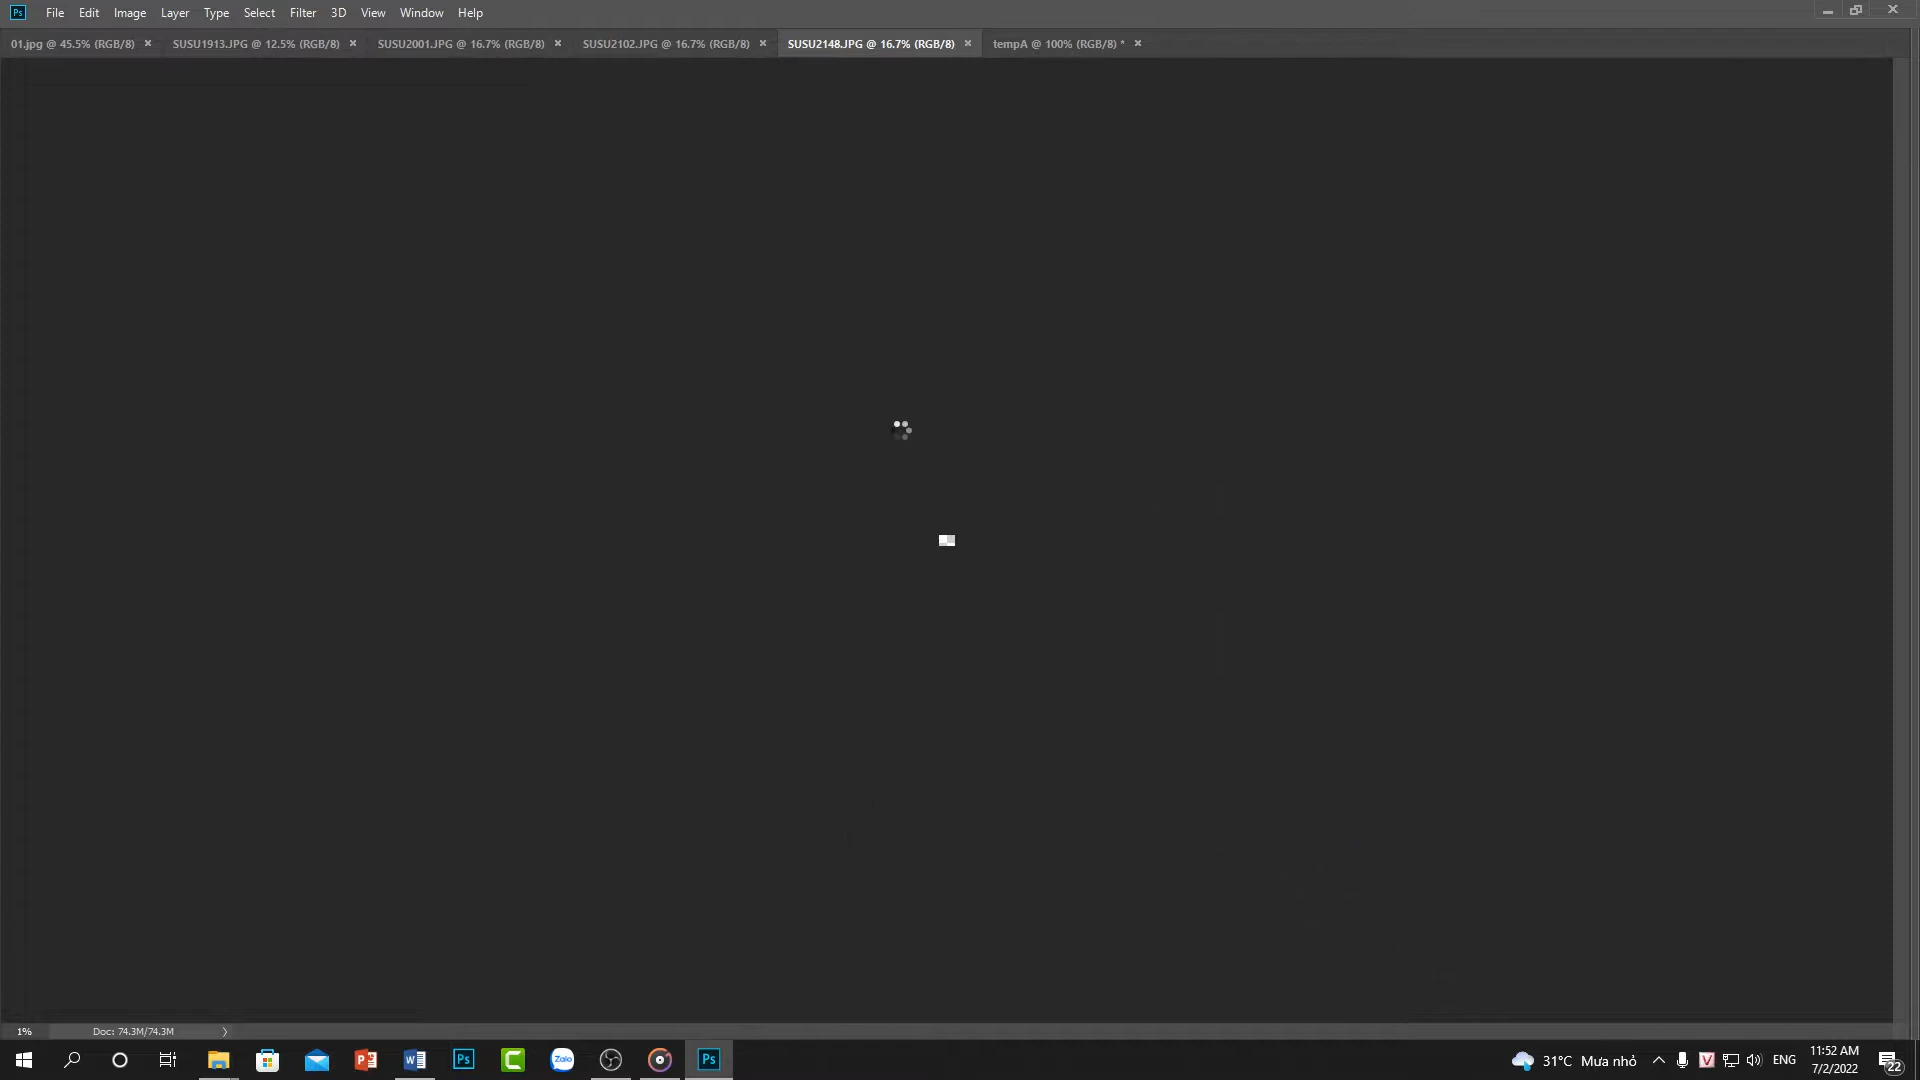 Ps File Edit Image Layer Type Select Filter 3D View Window Help
01.jpg @ 45.5% (RGB/8) SUSU1913.JPG @ 12.5% (RGB/8) SUSU2001.JPG @ 16.7% (RGB/8) SUSU2102.JPG @ 16.7% (RGB/8) SUSU2148.JPG @ 16.7% (RGB/8) tempA @ 100% (RGB/8) *
1% Doc: 74.3M/74.3M
P W Ps C Zalo Ps 31°C Mưa nhỏ V ENG 11:52 AM
7/2/2022 22